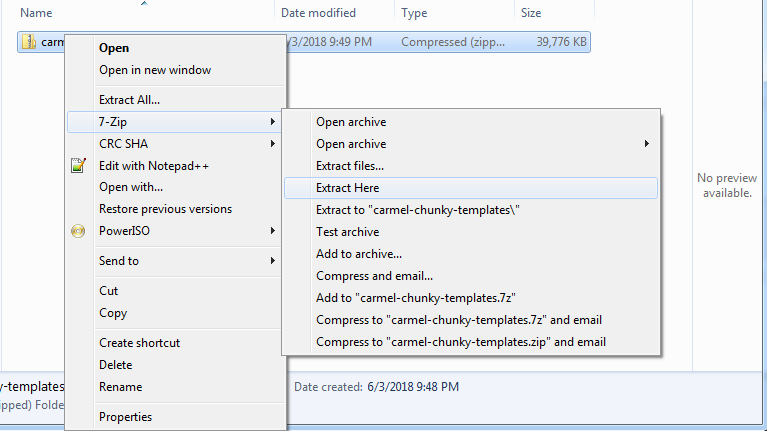 Name Date modified Type Size
carm /3/2018 9:49 PM Compressed (zipp... 39,776 KB
Open
Open in new window
Extract All...
7-Zip
CRC SHA
Edit with Notepad++
Open with...
Restore previous versions
PowerISO
Send to
Cut
Copy
Create shortcut
Delete
Rename
Properties
Open archive
Open archive
Extract files...
Extract Here
Extract to "carmel-chunky-templates\"
Test archive
Add to archive...
Compress and email...
Add to "carmel-chunky-templates.7z"
Compress to "carmel-chunky-templates.7z" and email
Compress to "carmel-chunky-templates.zip" and email
No preview
available.
y-templates Date created: 6/3/2018 9:48 PM
ipped) Folde